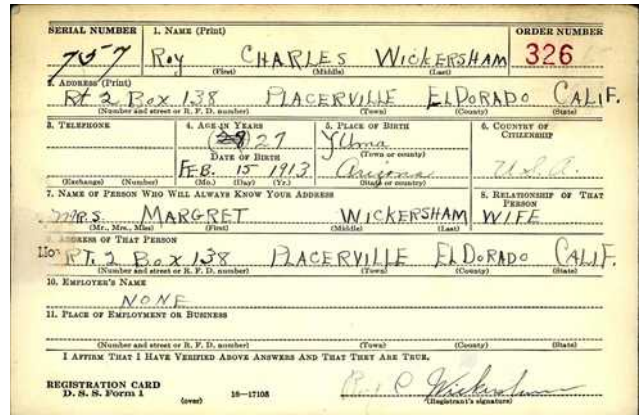 SERIAL NUMBER 1. NAME (Print) ORDER NUMBER
757 Roy CHARLES WICKERSHAM 326
(First) (Middle) (Last)
2. ADDRESS (Print)
Rt 2 Box 138 PLACERVILLE ELDORADO CALIF.
(Number and street or R. F. D. number) (Town) (County) (State)
3. TELEPHONE 4. AGE IN YEARS 5. PLACE OF BIRTH 6. COUNTRY OF CITIZENSHIP
(28) 27 Yuma
DATE OF BIRTH (Town or county)
FEB. 15 1913 Arizona U.S.A.
(Exchange) (Number) (Mo.) (Day) (Yr.) (State or country)
7. NAME OF PERSON WHO WILL ALWAYS KNOW YOUR ADDRESS 8. RELATIONSHIP OF THAT PERSON
MRS. MARGRET WICKERSHAM WIFE
(Mr., Mrs., Miss) (First) (Middle) (Last)
ADDRESS OF THAT PERSON
RT. 2 Box 138 PLACERVILLE ELDORADO CALIF.
(Number and street or R. F. D. number) (Town) (County) (State)
10. EMPLOYER'S NAME
NONE
11. PLACE OF EMPLOYMENT OR BUSINESS
(Number and street or R. F. D. number) (Town) (County) (State)
I AFFIRM THAT I HAVE VERIFIED ABOVE ANSWERS AND THAT THEY ARE TRUE.
REGISTRATION CARD
D. S. S. Form 1 (over) 16—17105 Wickersham
(Registrant's signature)